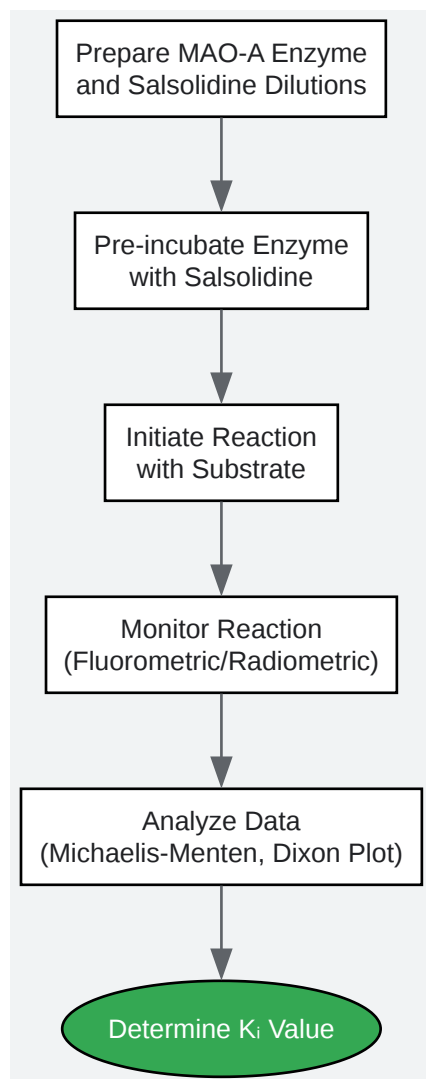 Prepare MAO-A Enzyme
and Salsolidine Dilutions
Pre-incubate Enzyme
with Salsolidine
Initiate Reaction
with Substrate
Monitor Reaction
(Fluorometric/Radiometric)
Analyze Data
(Michaelis-Menten, Dixon Plot)
Determine Kᵢ Value